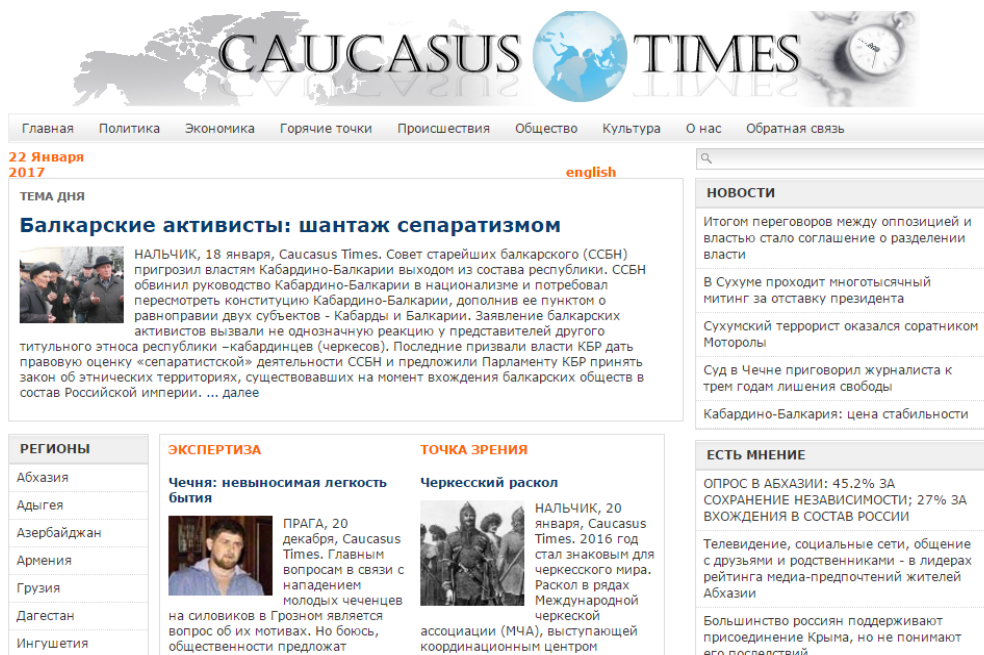 CAUCASUS TIMES
Главная Политика Экономика Горячие точки Происшествия Общество Культура О нас Обратная связь
22 Января
2017
english
ТЕМА ДНЯ
Балкарские активисты: шантаж сепаратизмом
НАЛЬЧИК, 18 января, Caucasus Times. Совет старейших балкарского (ССБН)
пригрозил властям Кабардино-Балкарии выходом из состава республики. ССБН
обвинил руководство Кабардино-Балкарии в национализме и потребовал
пересмотреть конституцию Кабардино-Балкарии, дополнив ее пунктом о
равноправии двух субъектов - Кабарды и Балкарии. Заявление балкарских
активистов вызвали не однозначную реакцию у представителей другого
титульного этноса республики –кабардинцев (черкесов). Последние призвали власти КБР дать
правовую оценку «сепаратистской» деятельности ССБН и предложили Парламенту КБР принять
закон об этнических территориях, существовавших на момент вхождения балкарских обществ в
состав Российской империи. ... далее
РЕГИОНЫ
Абхазия
Адыгея
Азербайджан
Армения
Грузия
Дагестан
Ингушетия
ЭКСПЕРТИЗА
Чечня: невыносимая легкость
бытия
ПРАГА, 20
декабря, Caucasus
Times. Главным
вопросам в связи с
нападением
молодых чеченцев
на силовиков в Грозном является
вопрос об их мотивах. Но боюсь,
общественности предложат
ТОЧКА ЗРЕНИЯ
Черкесский раскол
НАЛЬЧИК, 20
января, Caucasus
Times. 2016 год
стал знаковым для
черкесского мира.
Раскол в рядах
Международной
черкеской
ассоциации (МЧА), выступающей
координационным центром
НОВОСТИ
Итогом переговоров между оппозицией и
властью стало соглашение о разделении
власти
В Сухуме проходит многотысячный
митинг за отставку президента
Сухумский террорист оказался соратником
Моторолы
Суд в Чечне приговорил журналиста к
трем годам лишения свободы
Кабардино-Балкария: цена стабильности
ЕСТЬ МНЕНИЕ
ОПРОС В АБХАЗИИ: 45.2% ЗА
СОХРАНЕНИЕ НЕЗАВИСИМОСТИ; 27% ЗА
ВХОЖДЕНИЯ В СОСТАВ РОССИИ
Телевидение, социальные сети, общение
с друзьями и родственниками - в лидерах
рейтинга медиа-предпочтений жителей
Абхазии
Большинство россиян поддерживают
присоединение Крыма, но не понимают
его последствий